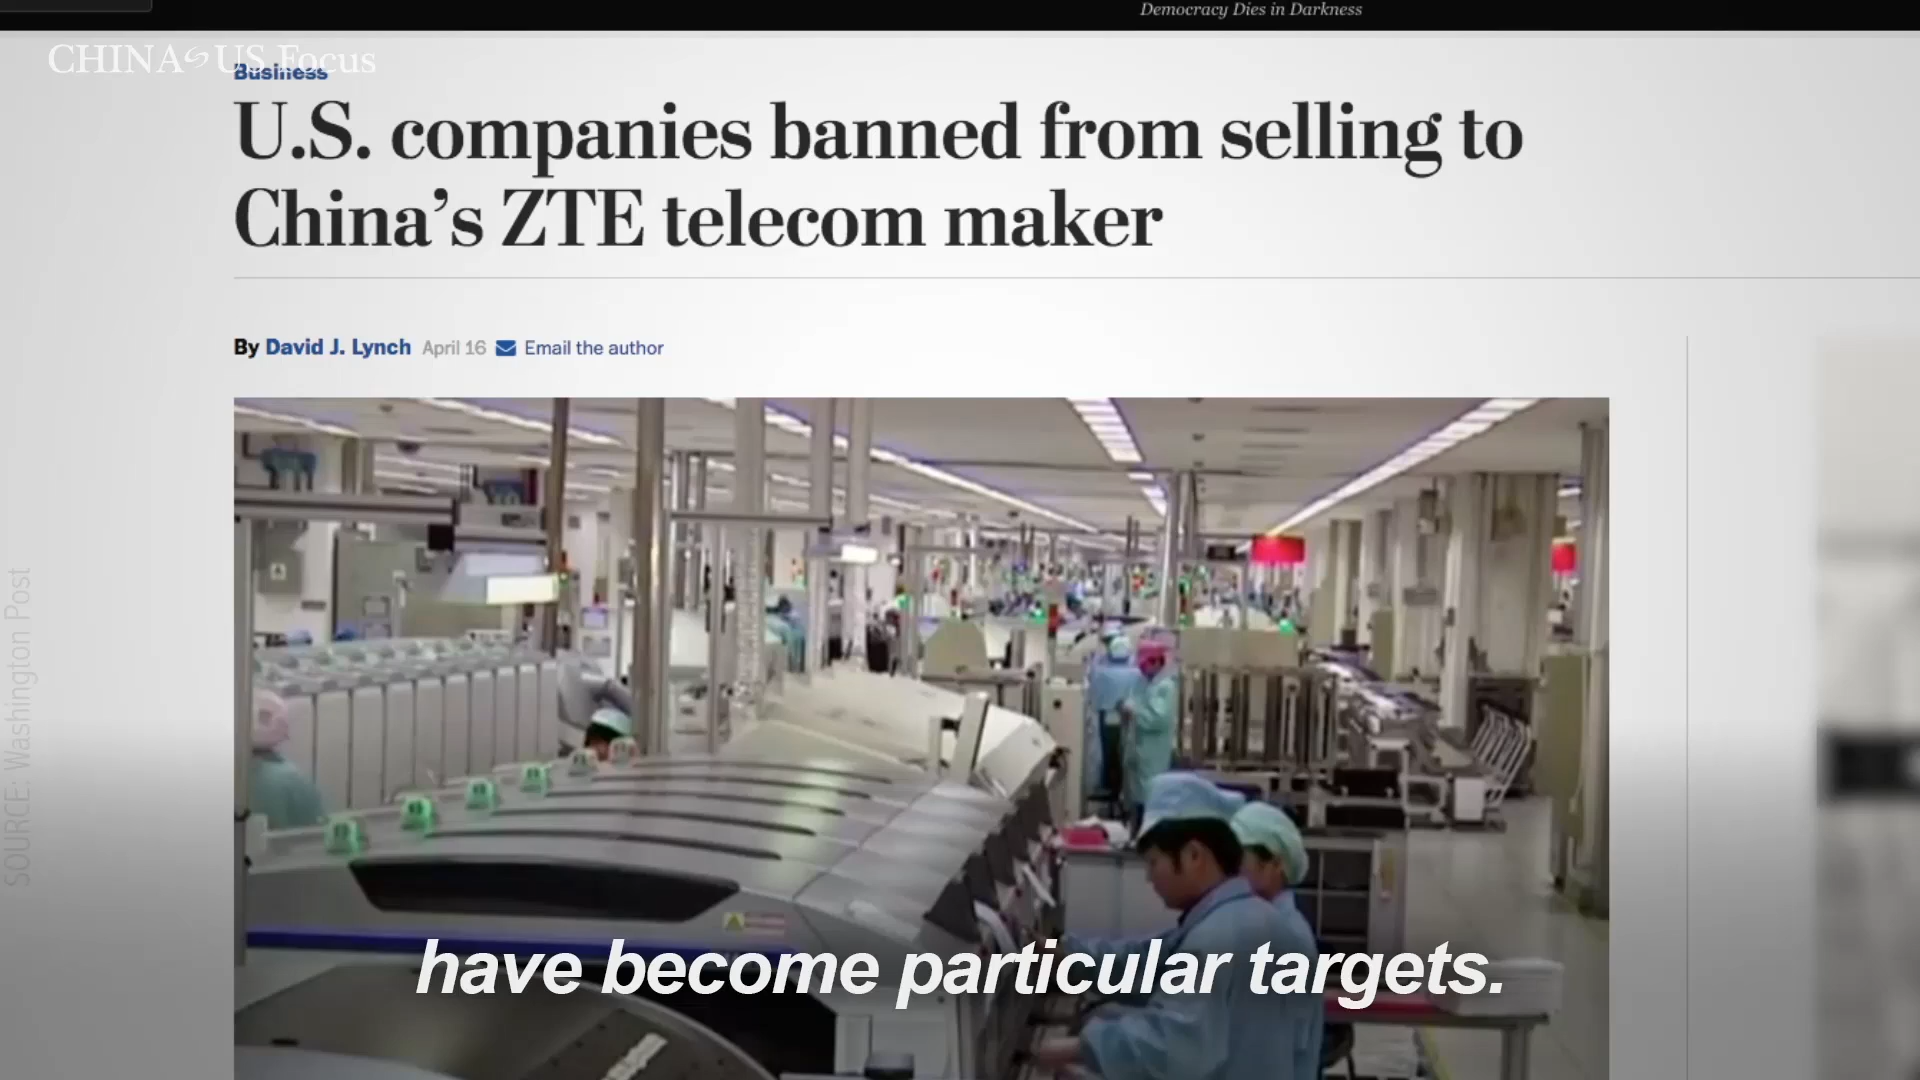 Democracy Dies in Darkness
CHINA US Focus
Business
U.S. companies banned from selling to
China's ZTE telecom maker
By David J. Lynch April 16 Email the author
SOURCE: Washington Post
have become particular targets.